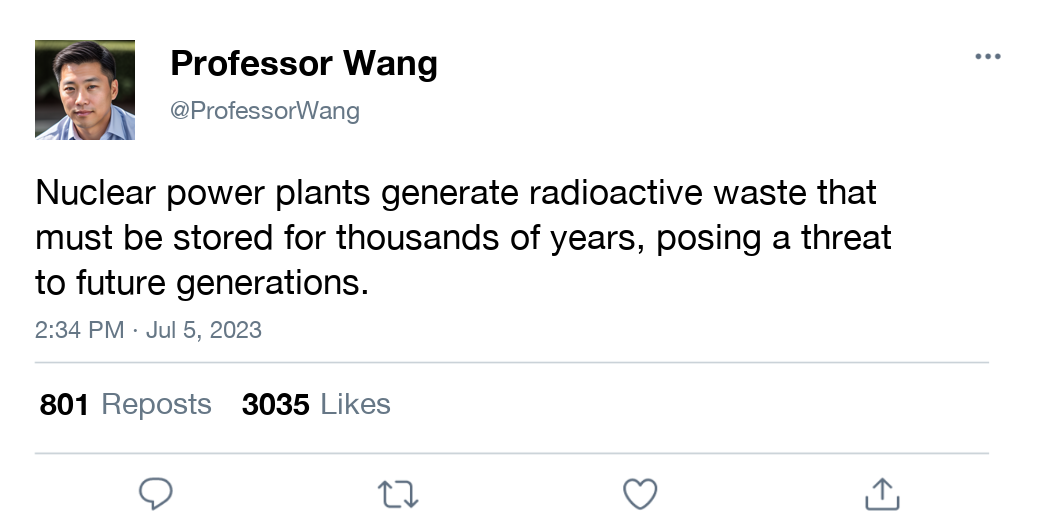 Professor Wang
@ProfessorWang
Nuclear power plants generate radioactive waste that
must be stored for thousands of years, posing a threat
to future generations.
2:34 PM · Jul 5, 2023
801 Reposts 3035 Likes